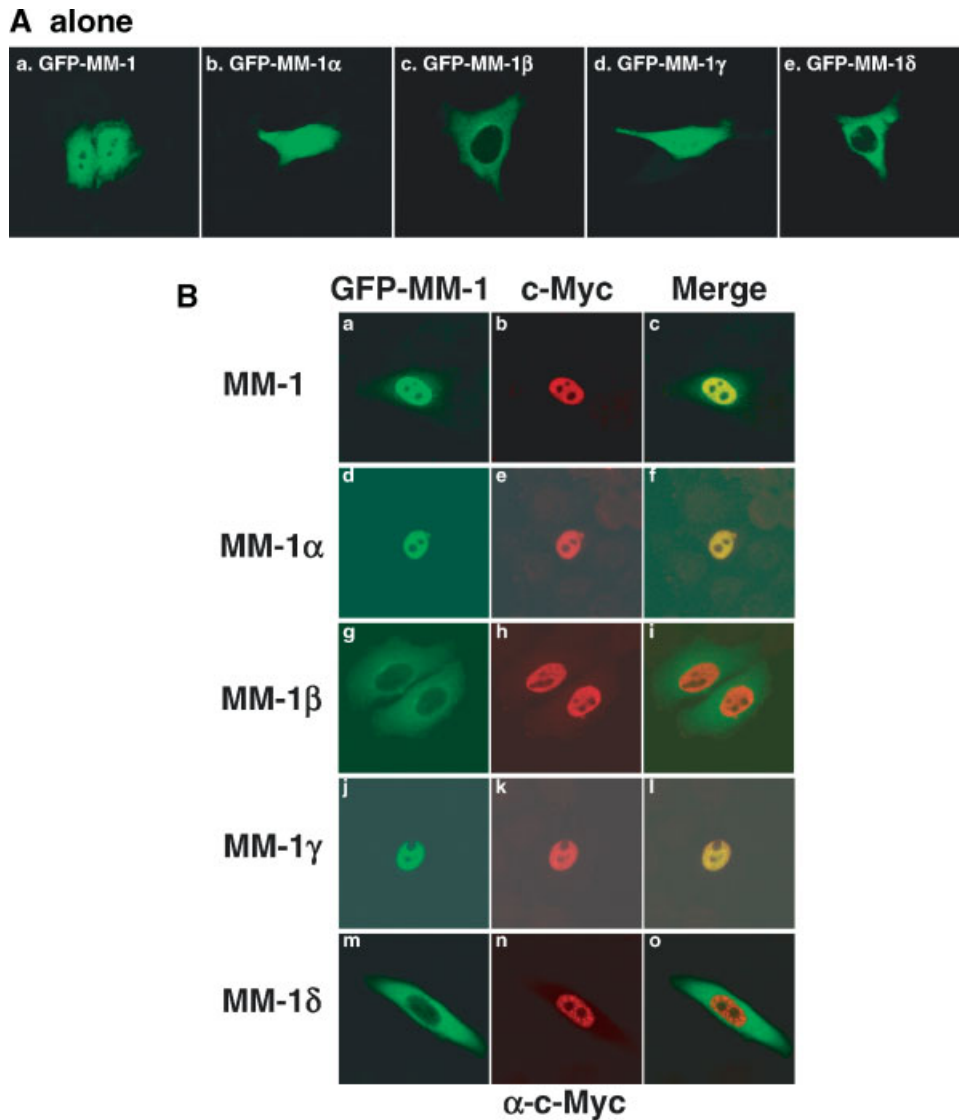 A alone
a. GFP-MM-1
b. GFP-MM-1α
c. GFP-MM-1β
d. GFP-MM-1γ
e. GFP-MM-1δ
B
GFP-MM-1 c-Myc Merge
MM-1
a
b
c
MM-1α
d
e
f
MM-1β
g
h
i
MM-1γ
j
k
l
MM-1δ
m
n
o
α-c-Myc